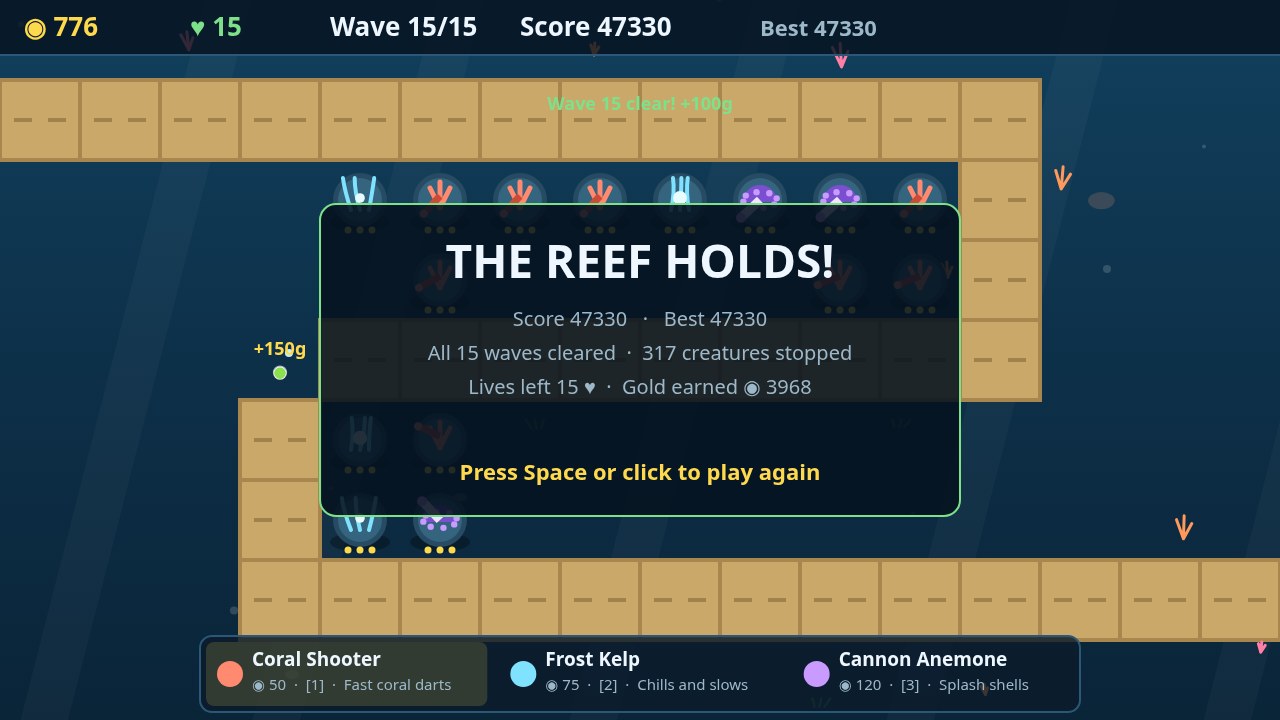 ◉ 776 ♥ 15 Wave 15/15 Score 47330 Best 47330
Wave 15 clear! +100g
THE REEF HOLDS!
Score 47330 · Best 47330
+150g
All 15 waves cleared · 317 creatures stopped
Lives left 15 ♥ · Gold earned ◉ 3968
Press Space or click to play again
Coral Shooter
◉ 50 · [1] · Fast coral darts
Frost Kelp
◉ 75 · [2] · Chills and slows
Cannon Anemone
◉ 120 · [3] · Splash shells